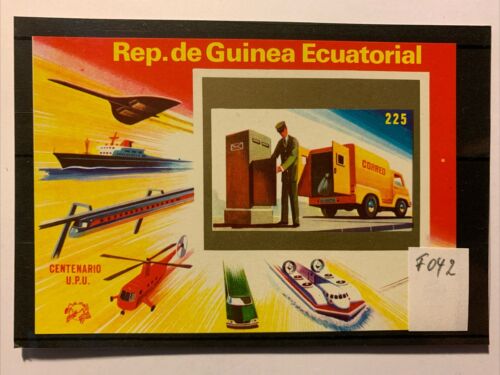 Rep. de Guinea Ecuatorial
225
CORREO
CENTENARIO
U.P.U.
F042